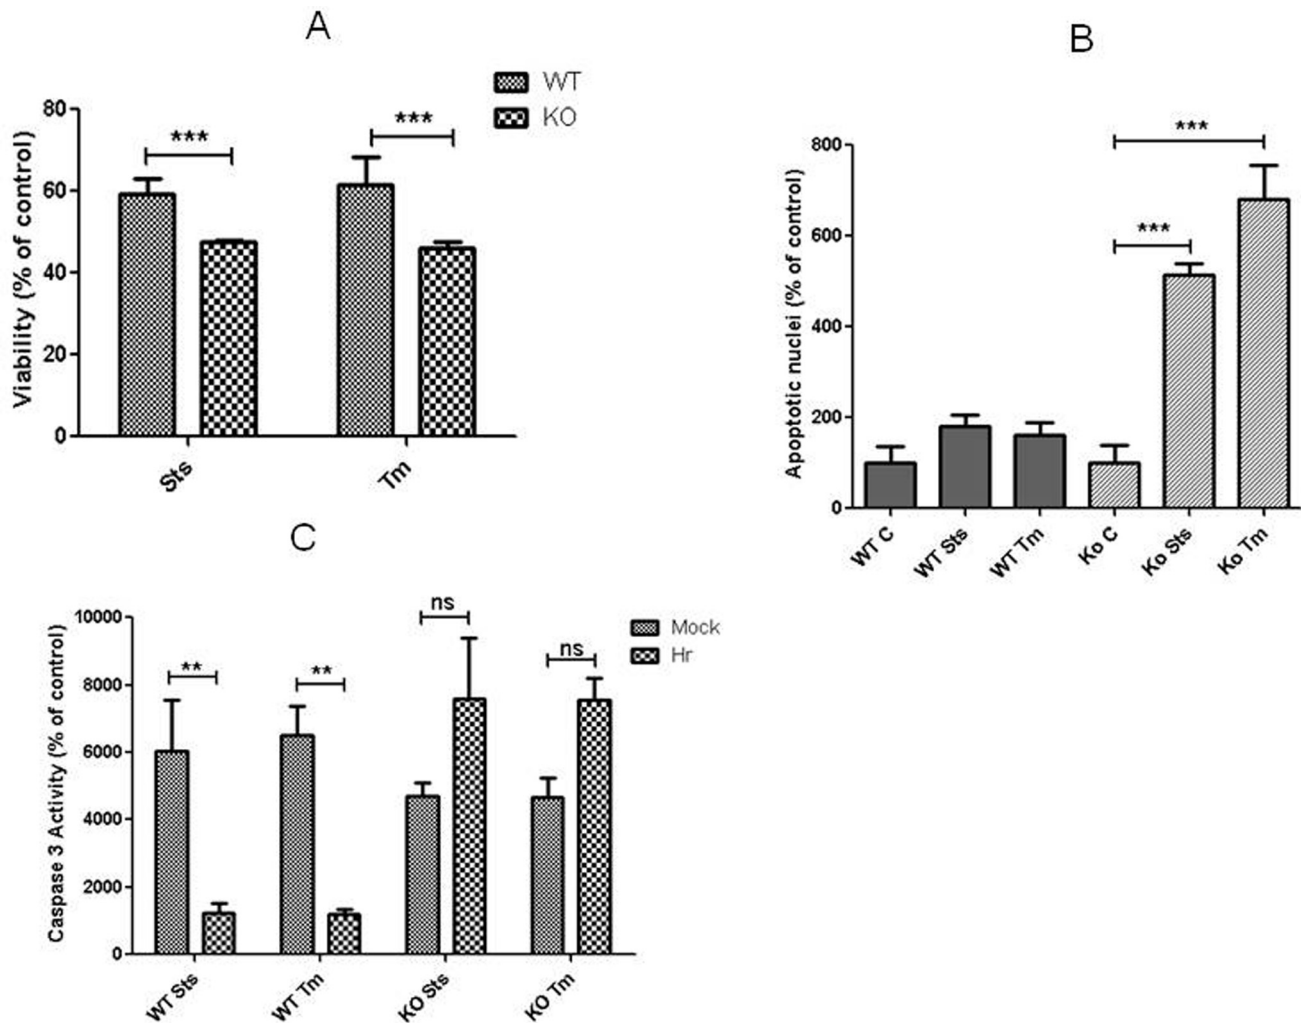 A
WT
KO
Viability (% of control)
80
60
40
20
0
***
***
Sts
Tm
B
Apoptotic nuclei (% of control)
800
600
400
200
0
***
***
WT C
WT Sts
WT Tm
Ko C
Ko Sts
Ko Tm
C
Mock
Hr
Caspase 3 Activity (% of control)
10000
8000
6000
4000
2000
0
**
**
ns
ns
WT Sts
WT Tm
KO Sts
KO Tm